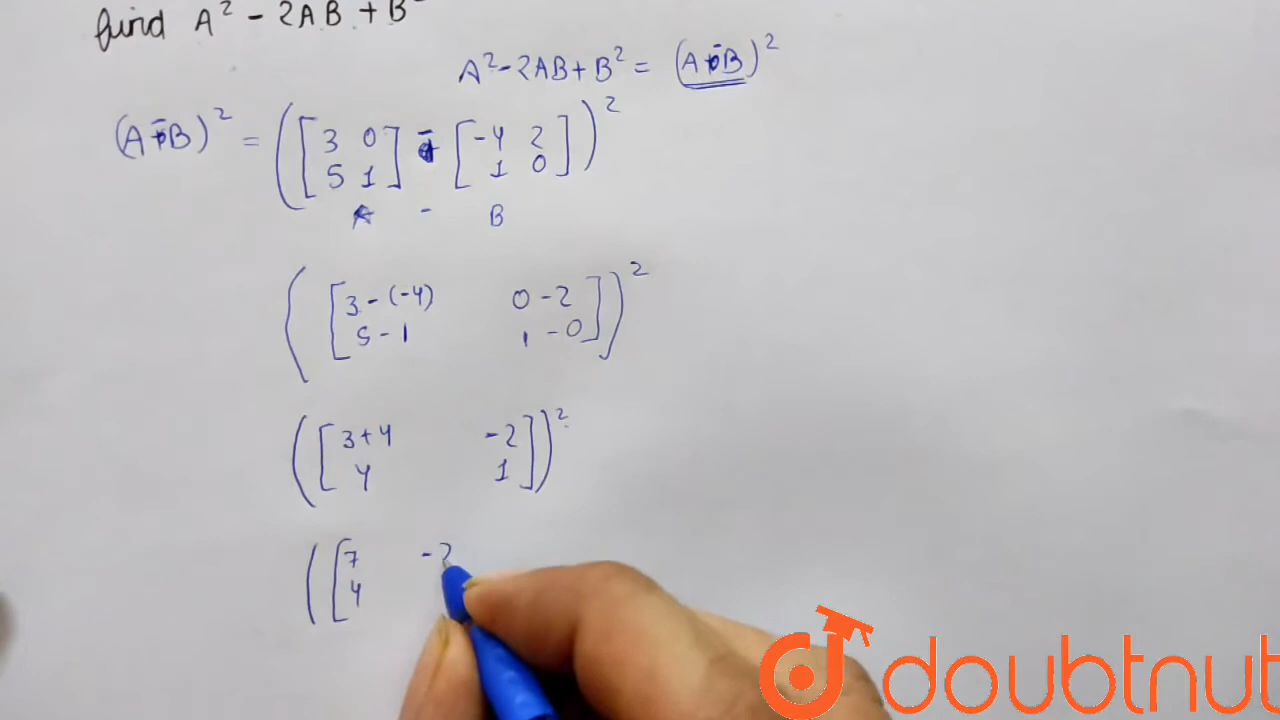 find A² - 2AB + B
A² - 2AB + B² = (A - B)²
(A - B)² = ([3 0] - [-4 2])²
[5 1] [1 0]
A - B
([3 - (-4) 0 - 2])²
[5 - 1 1 - 0]
([3 + 4 -2])²
[4 1]
([7 -2
[4
doubtnut